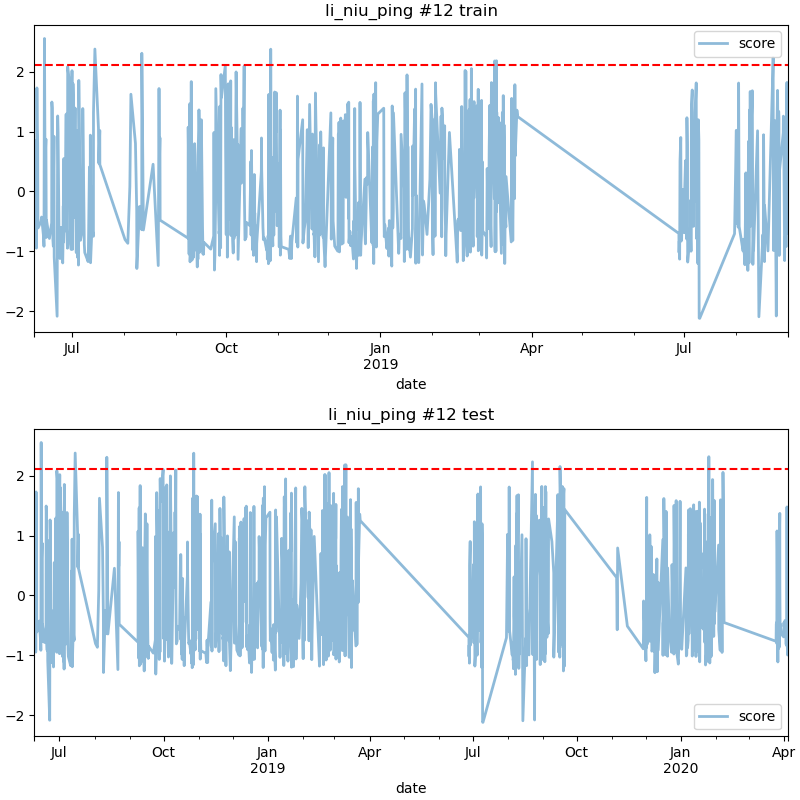 li_niu_ping #12 train
score
2
1
0
−1
−2
Jul Oct Jan Apr Jul
2019
date
li_niu_ping #12 test
2
1
0
−1
−2
score
Jul Oct Jan Apr Jul Oct Jan Apr
2019 2020
date